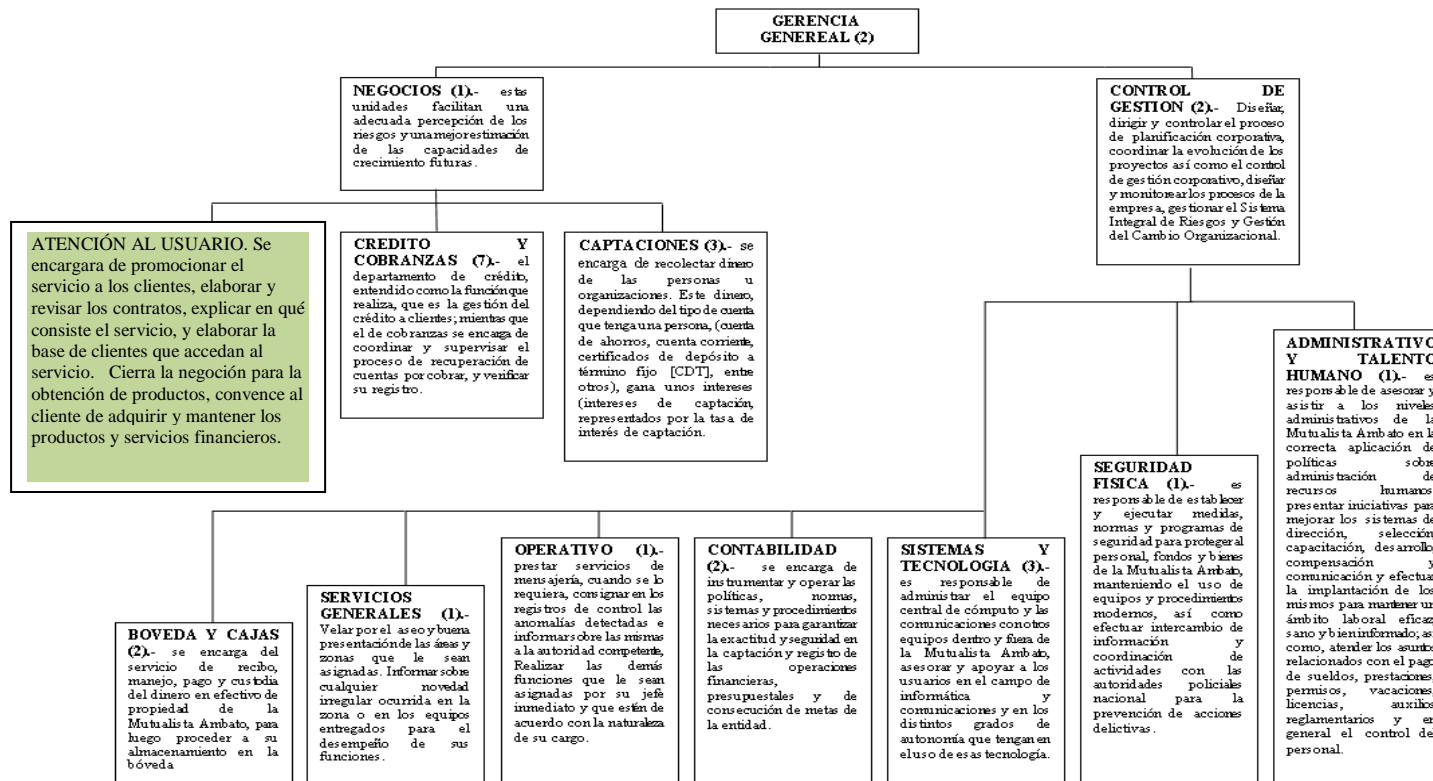 GERENCIA
GENEREAL (2)
NEGOCIOS (1).- estas
unidades facilitan una
adecuada percepción de los
riesgos y una mejor estimación
de las capacidades de
crecimiento futuras.
CONTROL DE
GESTION (2).- Diseñar,
dirigir y controlar el proceso
de planificación corporativa,
coordinar la evolución de los
proyectos así como el control
de gestión corporativo, diseñar
y monitorear los procesos de la
empresa, gestionar el Sistema
Integral de Riesgos y Gestión
del Cambio Organizacional.
ATENCIÓN AL USUARIO. Se
encargara de promocionar el
servicio a los clientes, elaborar y
revisar los contratos, explicar en qué
consiste el servicio, y elaborar la
base de clientes que accedan al
servicio. Cierra la negoción para la
obtención de productos, convence al
cliente de adquirir y mantener los
productos y servicios financieros.
CREDITO Y
COBRANZAS (7).- el
departamento de crédito,
entendido como la función que
realiza, que es la gestión del
crédito a clientes; mientras que
el de cobranzas se encarga de
coordinar y supervisar el
proceso de recuperación de
cuentas por cobrar, y verificar
su registro.
CAPTACIONES (3).- se
encarga de recolectar dinero
de las personas u
organizaciones. Este dinero,
dependiendo del tipo de cuenta
que tenga una persona, (cuenta
de ahorros, cuenta corriente,
certificados de depósito a
término fijo [CDT], entre
otros), gana unos intereses
(intereses de captación,
representados por la tasa de
interés de captación.
BOVEDA Y CAJAS
(2).- se encarga del
servicio de recibo,
manejo, pago y custodia
del dinero en efectivo de
propiedad de la
Mutualista Ambato, para
luego proceder a su
almacenamiento en la
bóveda
SERVICIOS
GENERALES (1).-
Velar por el aseo y buena
presentación de las áreas y
zonas que le sean
asignadas. Informar sobre
cualquier novedad
irregular ocurrida en la
zona o en los equipos
entregados para el
desempeño de sus
funciones.
OPERATIVO (1).-
prestar servicios de
mensajería, cuando se lo
requiera, consignar en los
registros de control las
anomalías detectadas e
informar sobre las mismas
a la autoridad competente,
Realizar las demás
funciones que le sean
asignadas por su jefe
inmediato y que estén de
acuerdo con la naturaleza
de su cargo.
CONTABILIDAD
(2).- se encarga de
instrumentar y operar las
políticas, normas,
sistemas y procedimientos
necesarios para garantizar
la exactitud y seguridad en
la captación y registro de
las operaciones
financieras,
presupuestales y de
consecución de metas de
la entidad.
SISTEMAS Y
TECNOLOGIA (3).-
es responsable de
administrar el equipo
central de cómputo y las
comunicaciones con otros
equipos dentro y fuera de
la Mutualista Ambato,
asesorar y apoyar a los
usuarios en el campo de
informática y
comunicaciones y en los
distintos grados de
autonomía que tengan en
el uso de esas tecnología.
SEGURIDAD
FISICA (1).- es
responsable de establecer
y ejecutar medidas,
normas y programas de
seguridad para proteger al
personal, fondos y bienes
de la Mutualista Ambato,
manteniendo el uso de
equipos y procedimientos
modernos, así como
efectuar intercambio de
información y
coordinación de
actividades con las
autoridades policiales
nacional para la
prevención de acciones
delictivas.
ADMINISTRATIVO
Y TALENTO
HUMANO (1).- es
responsable de asesorar y
asistir a los niveles
administrativos de la
Mutualista Ambato en la
correcta aplicación de
políticas sobre
administración de
recursos humanos
presentar iniciativas para
mejorar los sistemas de
dirección, selección,
capacitación, desarrollo,
compensación y
comunicación y efectuar
la implantación de los
mismos para mantener un
ámbito laboral eficaz,
sano y bien informado; así
como, atender los asuntos
relacionados con el pago
de sueldos, prestaciones,
permisos, vacaciones,
licencias, auxilios
reglamentarios y en
general el control del
personal.